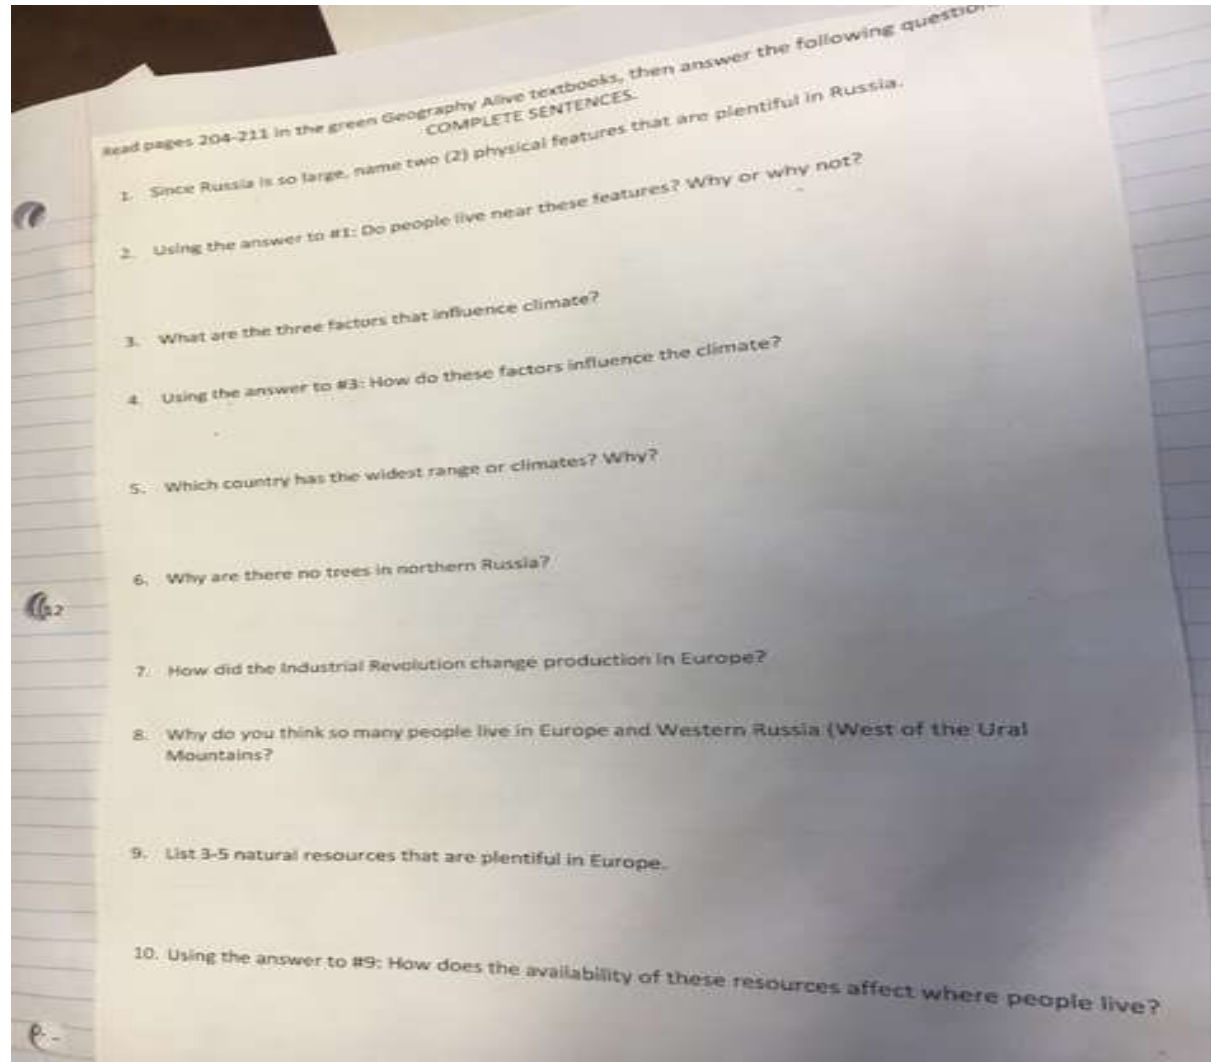 Read pages 204-211 in the green Geography Alive textbooks, then answer the following
COMPLETE SENTENCES.
1. Since Russia is so large, name two (2) physical features that are plentiful in Russia.
2. Using the answer to #1: Do people live near these features? Why or why not?
3. What are the three factors that influence climate?
4. Using the answer to #3: How do these factors influence the climate?
5. Which country has the widest range or climates? Why?
6. Why are there no trees in northern Russia?
7. How did the Industrial Revolution change production in Europe?
8. Why do you think so many people live in Europe and Western Russia (West of the Ural
Mountains?
9. List 3-5 natural resources that are plentiful in Europe.
10. Using the answer to #9: How does the availability of these resources affect where people live?